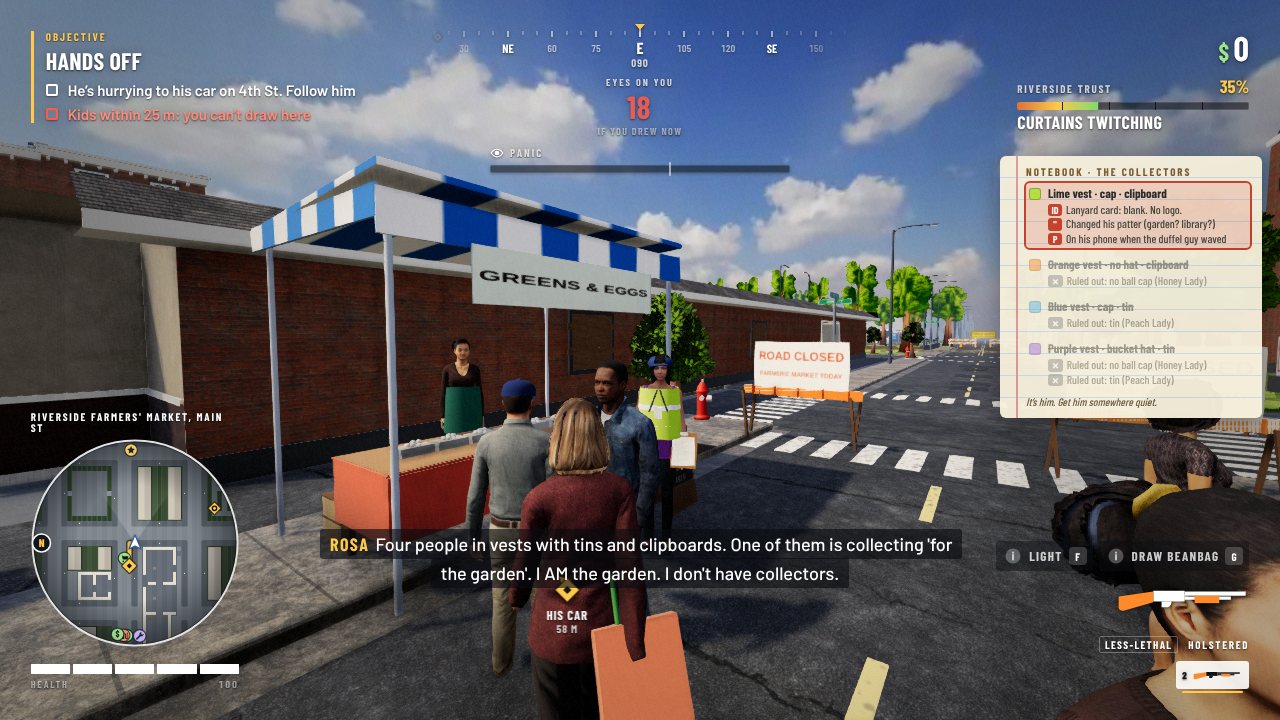 OBJECTIVE
HANDS OFF
He's hurrying to his car on 4th St. Follow him
Kids within 25 m: you can't draw here
30 NE 60 75 E 105 120 SE 150
090
EYES ON YOU
18
IF YOU DREW NOW
PANIC
$ 0
RIVERSIDE TRUST 35%
CURTAINS TWITCHING
NOTEBOOK · THE COLLECTORS
Lime vest · cap · clipboard
ID Lanyard card: blank. No logo.
" Changed his patter (garden? library?)
P On his phone when the duffel guy waved
Orange vest · no hat · clipboard
× Ruled out: no ball cap (Honey Lady)
Blue vest · cap · tin
× Ruled out: tin (Peach Lady)
Purple vest · bucket hat · tin
× Ruled out: no ball cap (Honey Lady)
× Ruled out: tin (Peach Lady)
It's him. Get him somewhere quiet.
GREENS & EGGS
ROAD CLOSED
FARMERS MARKET TODAY
RIVERSIDE FARMERS' MARKET, MAIN
ST
N
$
HEALTH 100
ROSA Four people in vests with tins and clipboards. One of them is collecting 'for
the garden'. I AM the garden. I don't have collectors.
HIS CAR
58 M
LIGHT F DRAW BEANBAG G
LESS-LETHAL HOLSTERED
2